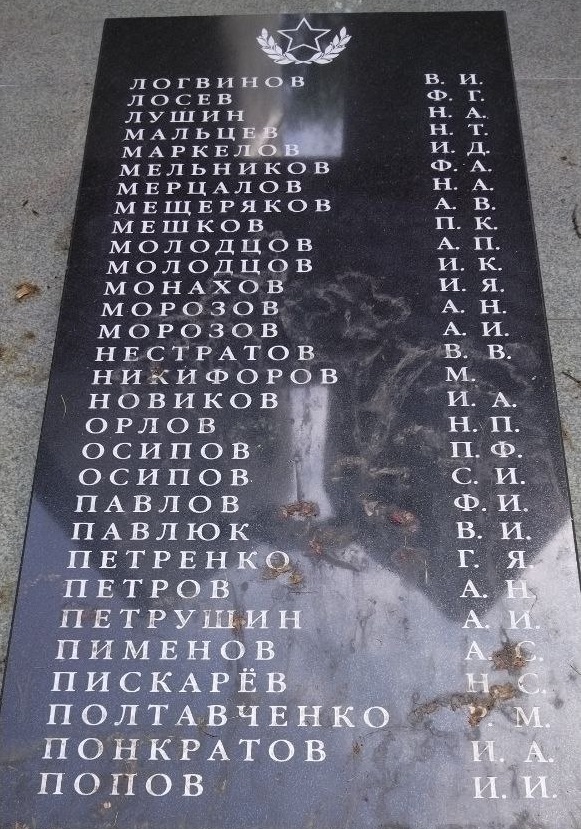 ЛОГВИНОВ В. И.
ЛОСЕВ Ф. Г.
ЛУШИН Н. А.
МАЛЬЦЕВ Н. Т.
МАРКЕЛОВ И. Д.
МЕЛЬНИКОВ Ф. А.
МЕРЦАЛОВ Н. А.
МЕЩЕРЯКОВ А. В.
МЕШКОВ П. К.
МОЛОДЦОВ А. П.
МОЛОДЦОВ И. К.
МОНАХОВ И. Я.
МОРОЗОВ А. Н.
МОРОЗОВ А. И.
НЕСТРАТОВ В. В.
НИКИФОРОВ М.
НОВИКОВ И. А.
ОРЛОВ Н. П.
ОСИПОВ П. Ф.
ОСИПОВ С. И.
ПАВЛОВ Ф. И.
ПАВЛЮК В. И.
ПЕТРЕНКО Г. Я.
ПЕТРОВ А. Н.
ПЕТРУШИН А. И.
ПИМЕНОВ А. С.
ПИСКАРЁВ Н. С.
ПОЛТАВЧЕНКО М.
ПОНКРАТОВ И. А.
ПОПОВ И. И.